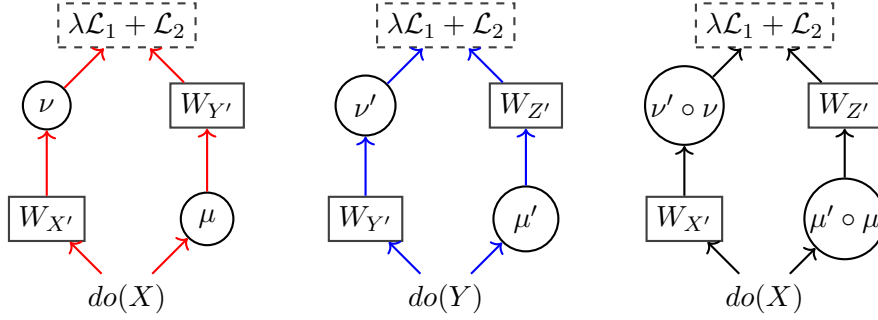 λℒ₁ + ℒ₂ λℒ₁ + ℒ₂ λℒ₁ + ℒ₂
ν W_{Y'} ν' W_{Z'} ν' ∘ ν W_{Z'}
W_{X'} μ W_{Y'} μ' W_{X'} μ' ∘ μ
do(X) do(Y) do(X)